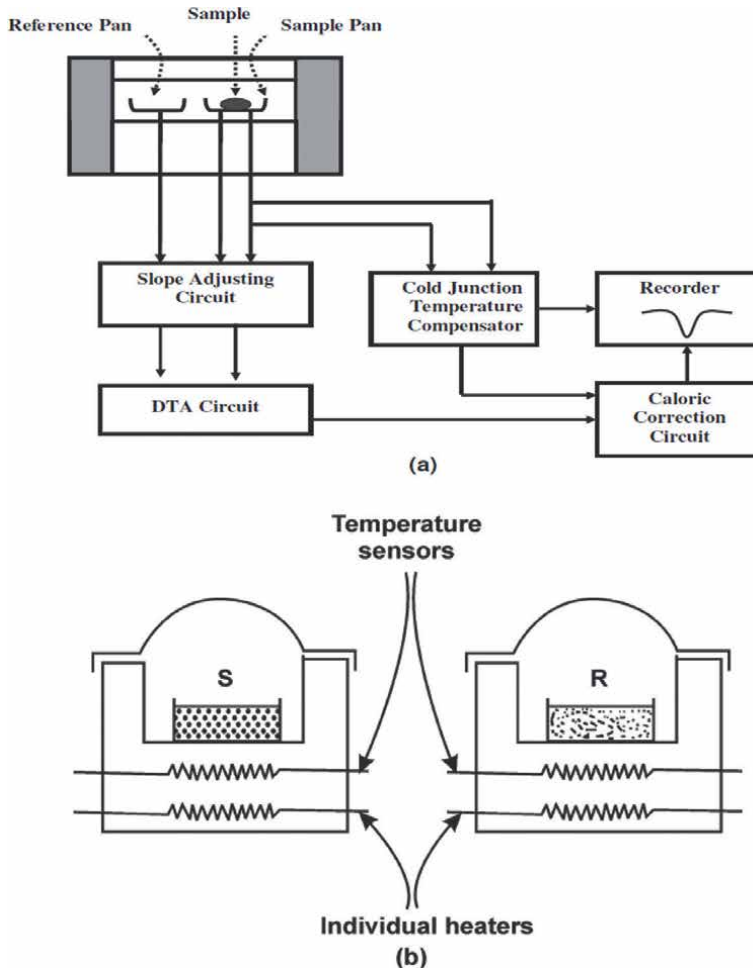 Reference Pan
Sample
Sample Pan
Slope Adjusting
Circuit
Cold Junction
Temperature
Compensator
Recorder
DTA Circuit
Caloric
Correction
Circuit
(a)
Temperature
sensors
S
R
Individual heaters
(b)